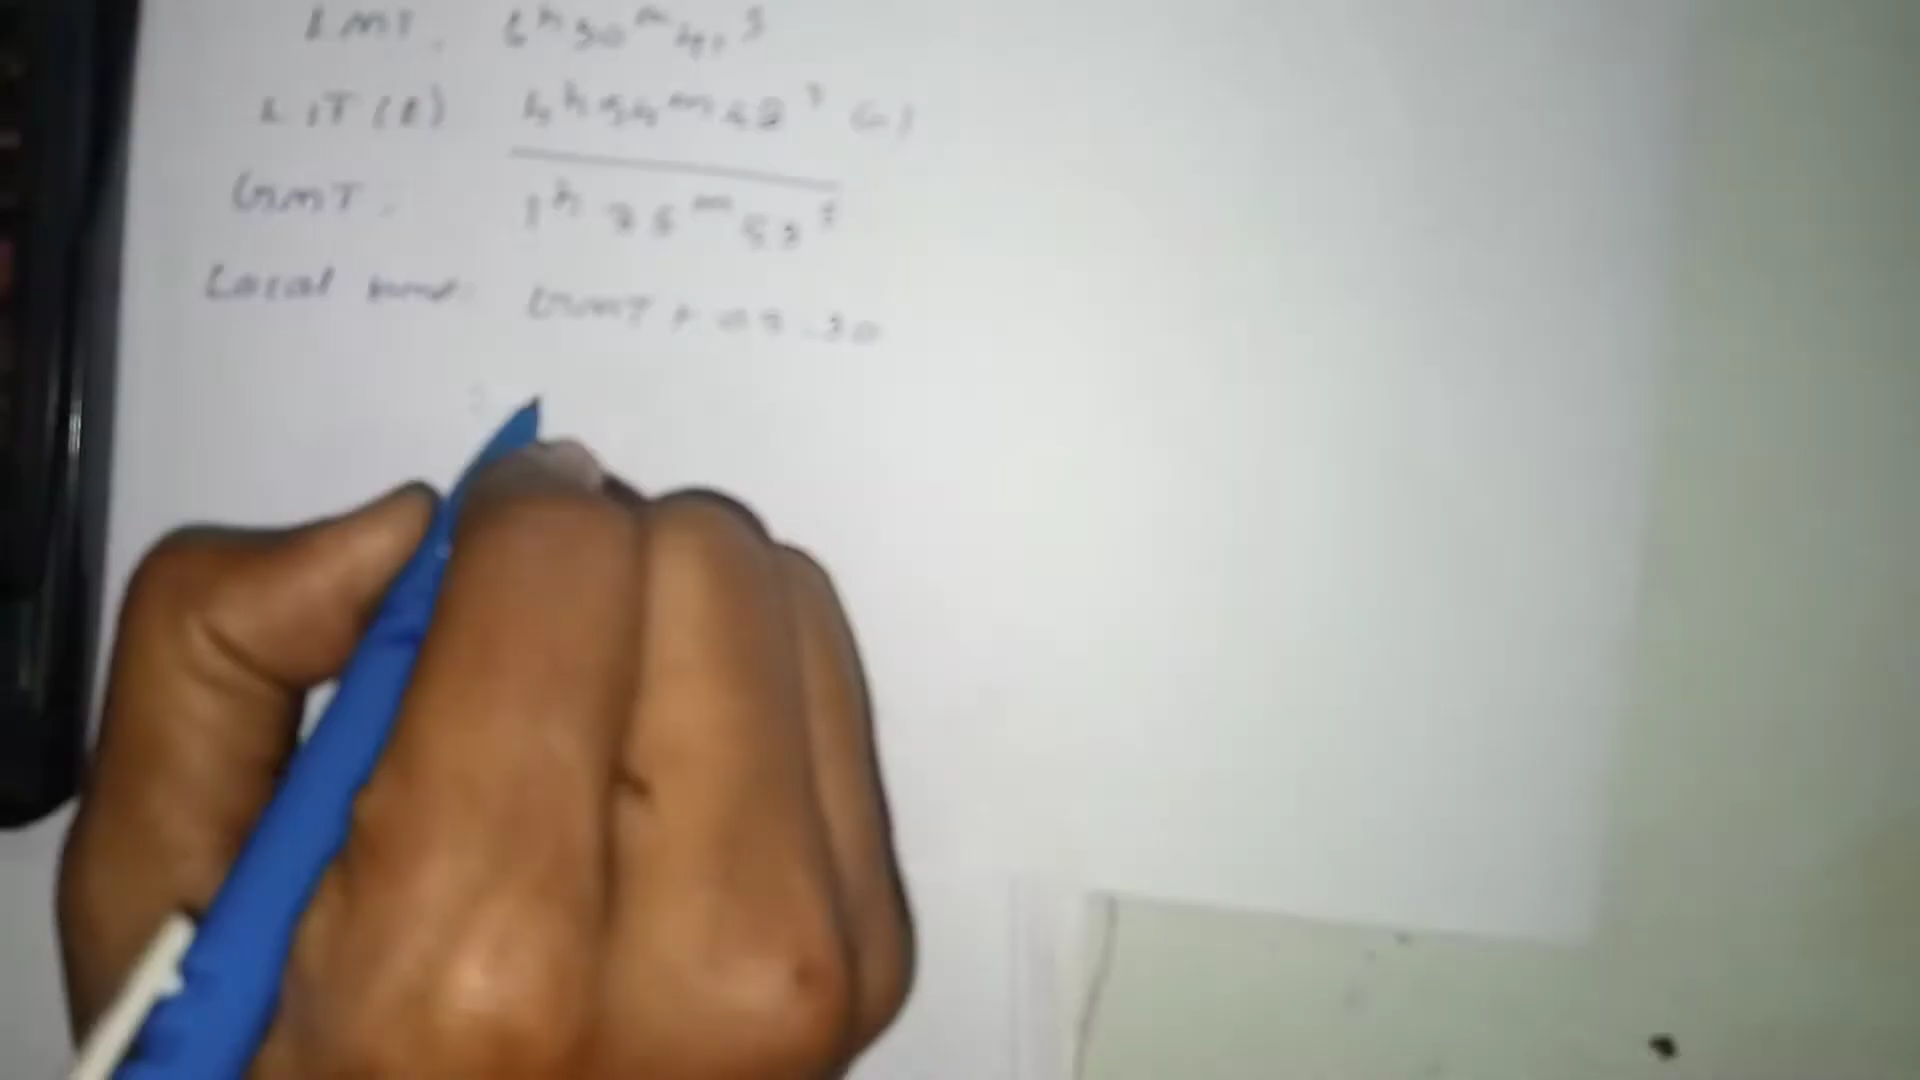 LMT. 6ʰ 30ᵐ 41ˢ
LIT (E) 4ʰ 54ᵐ 48ˢ (-)
GMT. 1ʰ 35ᵐ 53ˢ
Local time: GMT + 05.30